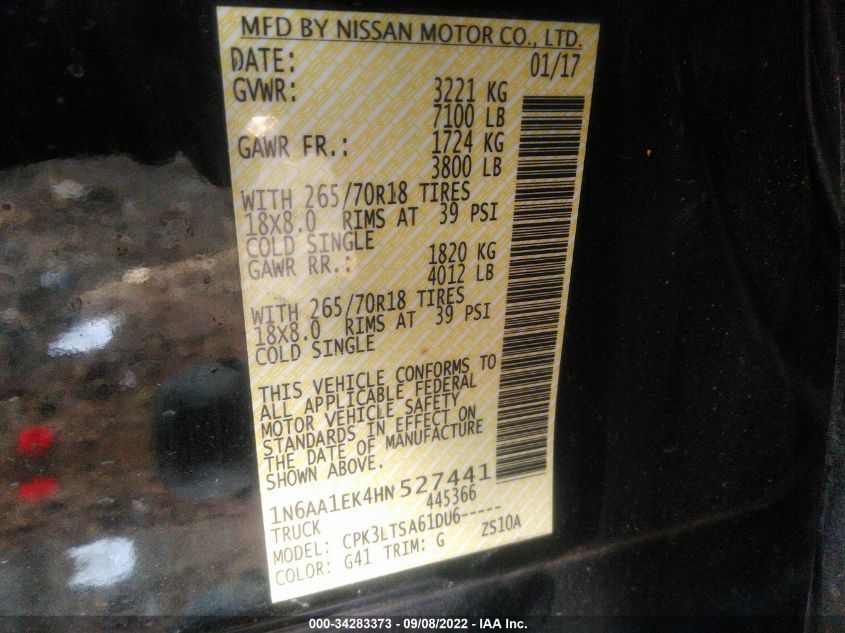 MFD BY NISSAN MOTOR CO., LTD.
DATE: 01/17
GVWR: 3221 KG
7100 LB
GAWR FR.: 1724 KG
3800 LB
WITH 265/70R18 TIRES
18X8.0 RIMS AT 39 PSI
COLD SINGLE
GAWR RR.: 1820 KG
4012 LB
WITH 265/70R18 TIRES
18X8.0 RIMS AT 39 PSI
COLD SINGLE
THIS VEHICLE CONFORMS TO
ALL APPLICABLE FEDERAL
MOTOR VEHICLE SAFETY
STANDARDS IN EFFECT ON
THE DATE OF MANUFACTURE
SHOWN ABOVE.
1N6AA1EK4HN527441
TRUCK 445366
MODEL: CPK3LTSA61DU6-----
COLOR: G41 TRIM: G ZS10A
000-34283373 - 09/08/2022 - IAA Inc.